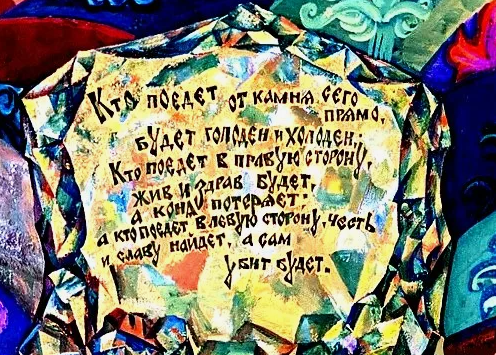 Кто поедет от камня сего
прямо,
будет голоден и холоден;
Кто поедет в правую сторону,
жив и здрав будет,
а коня потеряет;
а кто поедет в левую сторону, честь
и славу найдет, а сам
убит будет.